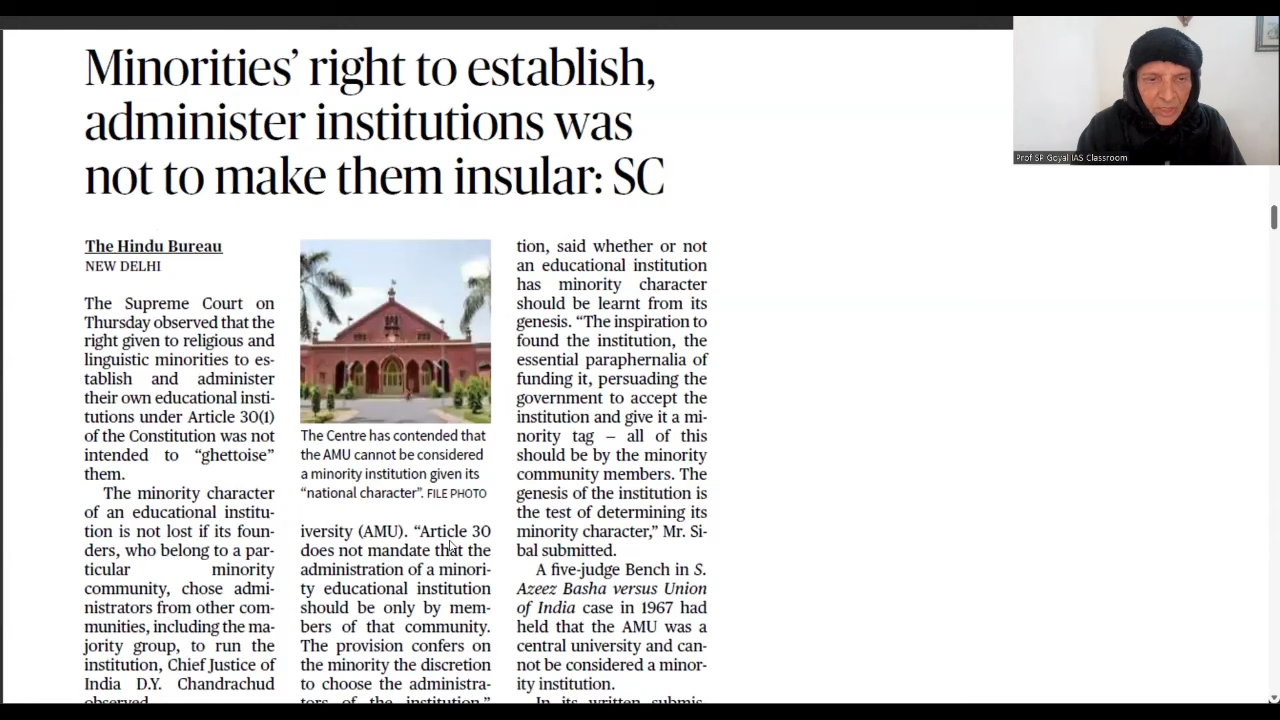 Minorities’ right to establish,
administer institutions was
not to make them insular: SC
Prof SP Goyal IAS Classroom
The Hindu Bureau
NEW DELHI
The Supreme Court on
Thursday observed that the
right given to religious and
linguistic minorities to es-
tablish and administer
their own educational insti-
tutions under Article 30(1)
of the Constitution was not
intended to “ghettoise”
them.
The minority character
of an educational institu-
tion is not lost if its foun-
ders, who belong to a par-
ticular minority
community, chose admi-
nistrators from other com-
munities, including the ma-
jority group, to run the
institution, Chief Justice of
India D.Y. Chandrachud
observed
The Centre has contended that
the AMU cannot be considered
a minority institution given its
“national character”. FILE PHOTO
iversity (AMU). “Article 30
does not mandate that the
administration of a minori-
ty educational institution
should be only by mem-
bers of that community.
The provision confers on
the minority the discretion
to choose the administra-
tors of the institution.”
tion, said whether or not
an educational institution
has minority character
should be learnt from its
genesis. “The inspiration to
found the institution, the
essential paraphernalia of
funding it, persuading the
government to accept the
institution and give it a mi-
nority tag – all of this
should be by the minority
community members. The
genesis of the institution is
the test of determining its
minority character,” Mr. Si-
bal submitted.
A five-judge Bench in S.
Azeez Basha versus Union
of India case in 1967 had
held that the AMU was a
central university and can-
not be considered a minor-
ity institution.
In its written submis-